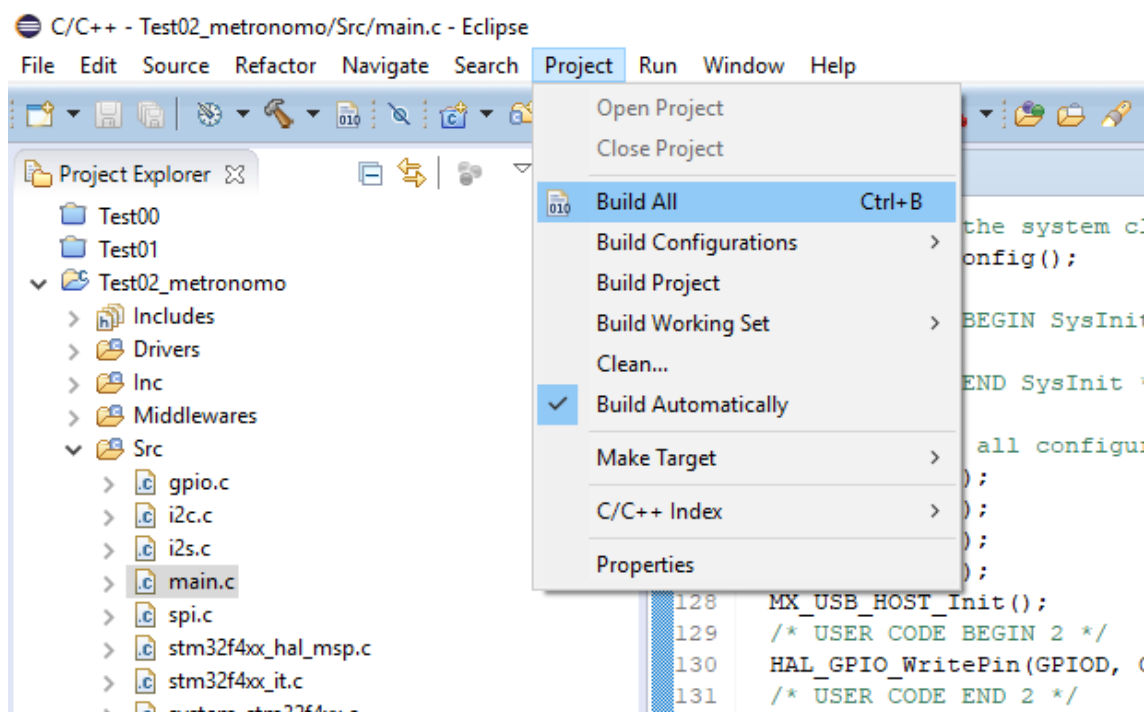 C/C++ - Test02_metronomo/Src/main.c - Eclipse
File Edit Source Refactor Navigate Search Project Run Window Help
Project Explorer
Test00
Test01
Test02_metronomo
Includes
Drivers
Inc
Middlewares
Src
gpio.c
i2c.c
i2s.c
main.c
spi.c
stm32f4xx_hal_msp.c
stm32f4xx_it.c
Open Project
Close Project
010 Build All Ctrl+B
Build Configurations
Build Project
Build Working Set
Clean...
Build Automatically
Make Target
C/C++ Index
Properties
the system cl
onfig();
BEGIN SysInit
END SysInit *
all configur
);
);
);
);
128 MX_USB_HOST_Init();
129 /* USER CODE BEGIN 2 */
130 HAL_GPIO_WritePin(GPIOD,
131 /* USER CODE END 2 */